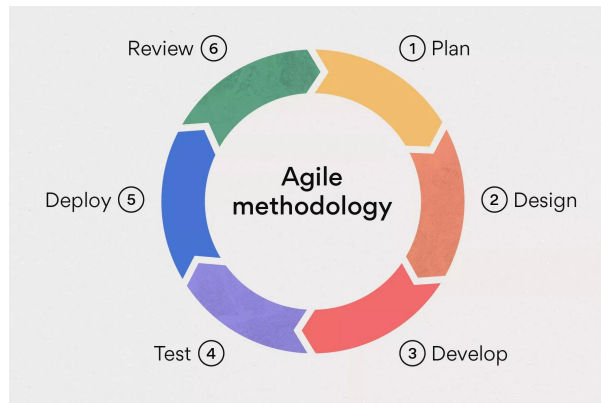 Agile
methodology
1 Plan
2 Design
3 Develop
Test 4
Deploy 5
Review 6